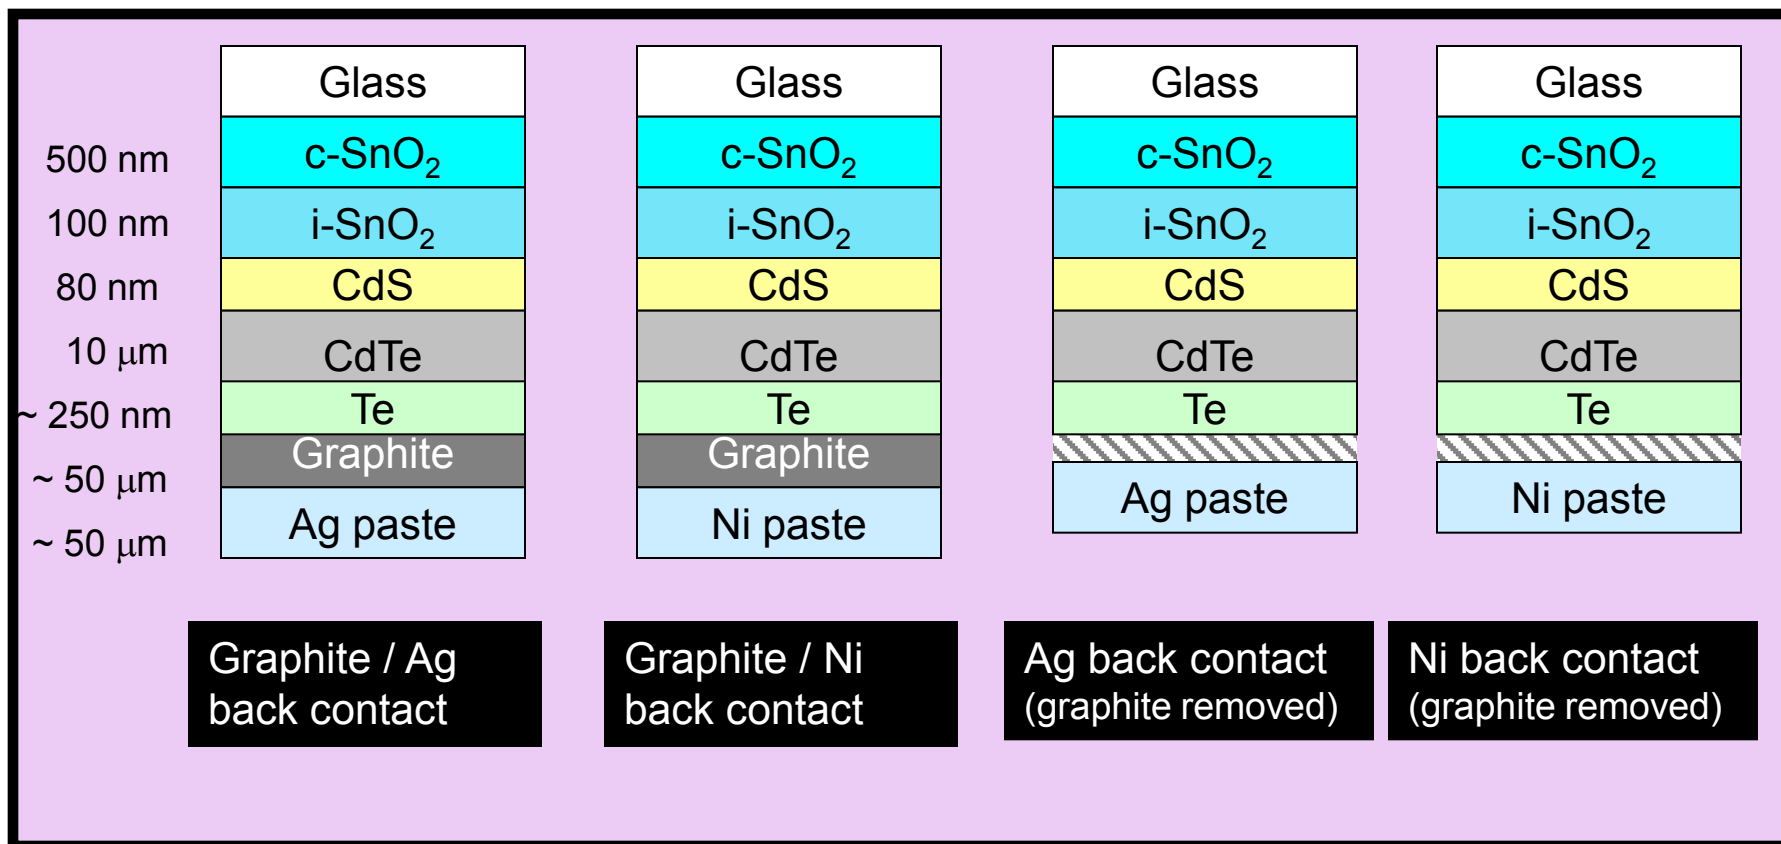 Glass Glass Glass Glass
500 nm c-SnO₂ c-SnO₂ c-SnO₂ c-SnO₂
100 nm i-SnO₂ i-SnO₂ i-SnO₂ i-SnO₂
80 nm CdS CdS CdS CdS
10 μm CdTe CdTe CdTe CdTe
~ 250 nm Te Te Te Te
~ 50 μm Graphite Graphite
~ 50 μm Ag paste Ni paste Ag paste Ni paste
Graphite / Ag
back contact
Graphite / Ni
back contact
Ag back contact
(graphite removed)
Ni back contact
(graphite removed)